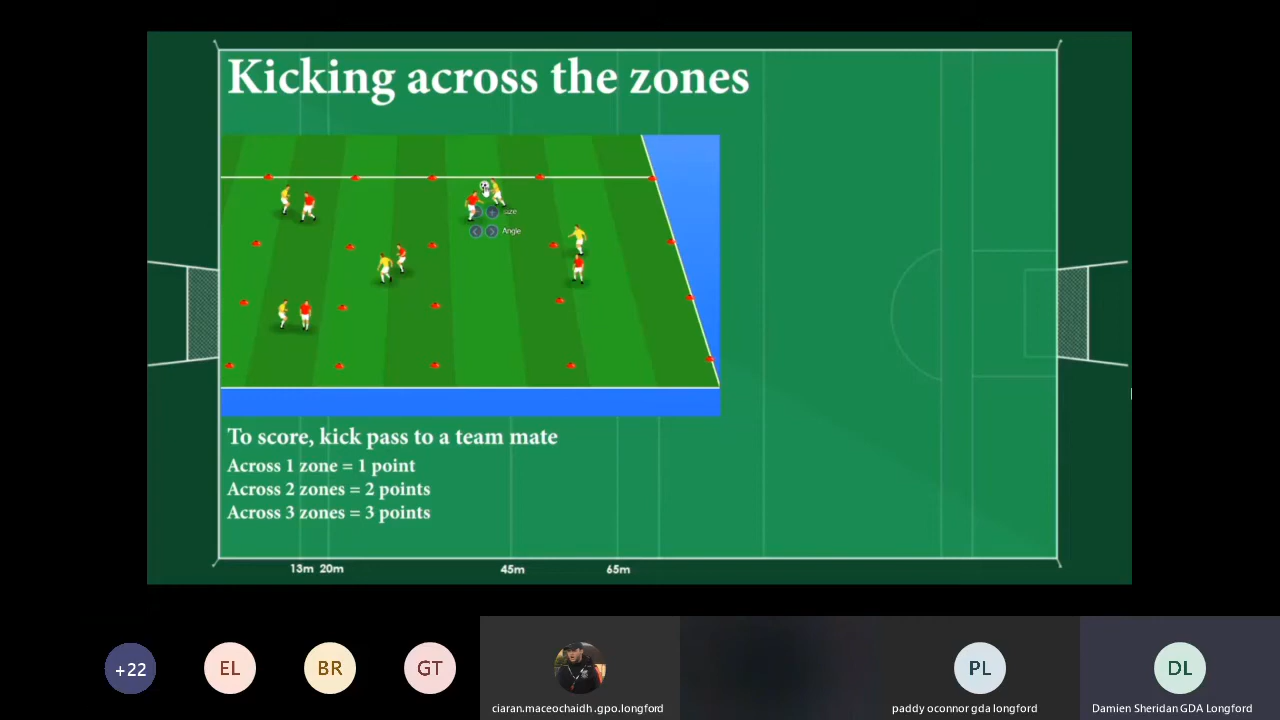 Kicking across the zones
Size
Angle
To score, kick pass to a team mate
Across 1 zone = 1 point
Across 2 zones = 2 points
Across 3 zones = 3 points
13m 20m 45m 65m
+22 EL BR GT PL DL
ciaran.maceochaidh.gpo.longford paddy oconnor gda longford Damien Sheridan GDA Longford